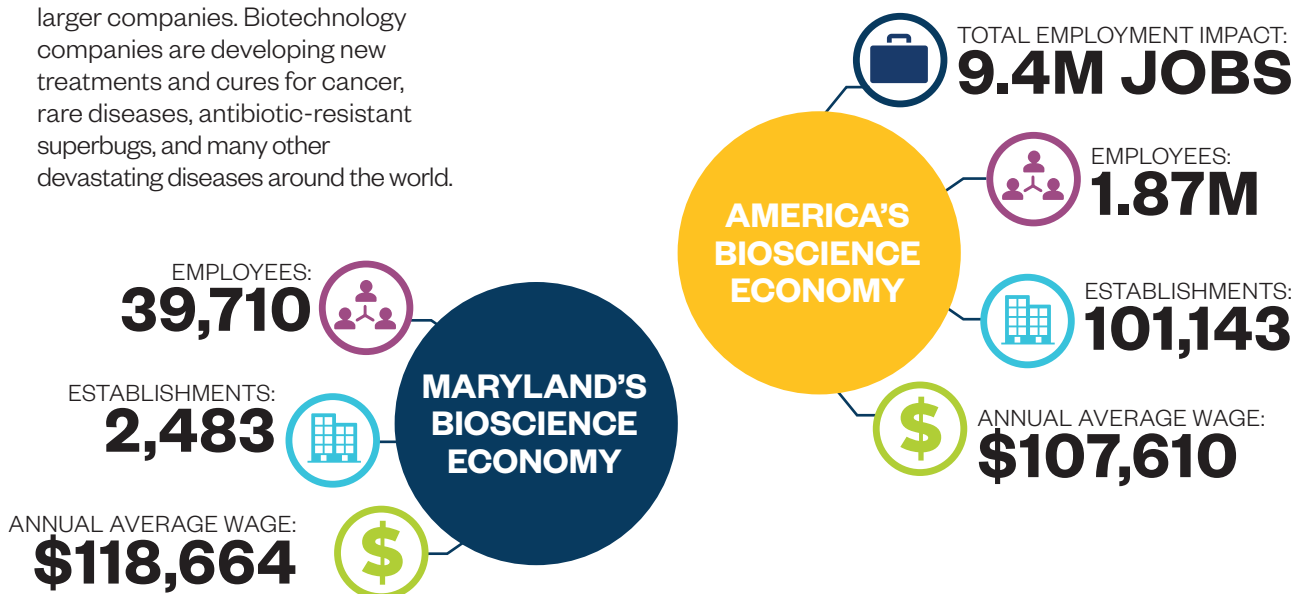 larger companies. Biotechnology
companies are developing new
treatments and cures for cancer,
rare diseases, antibiotic-resistant
superbugs, and many other
devastating diseases around the world.
TOTAL EMPLOYMENT IMPACT:
9.4M JOBS
EMPLOYEES:
1.87M
AMERICA'S
BIOSCIENCE
ECONOMY
ESTABLISHMENTS:
101,143
ANNUAL AVERAGE WAGE:
$107,610
EMPLOYEES:
39,710
ESTABLISHMENTS:
2,483
MARYLAND'S
BIOSCIENCE
ECONOMY
ANNUAL AVERAGE WAGE:
$118,664